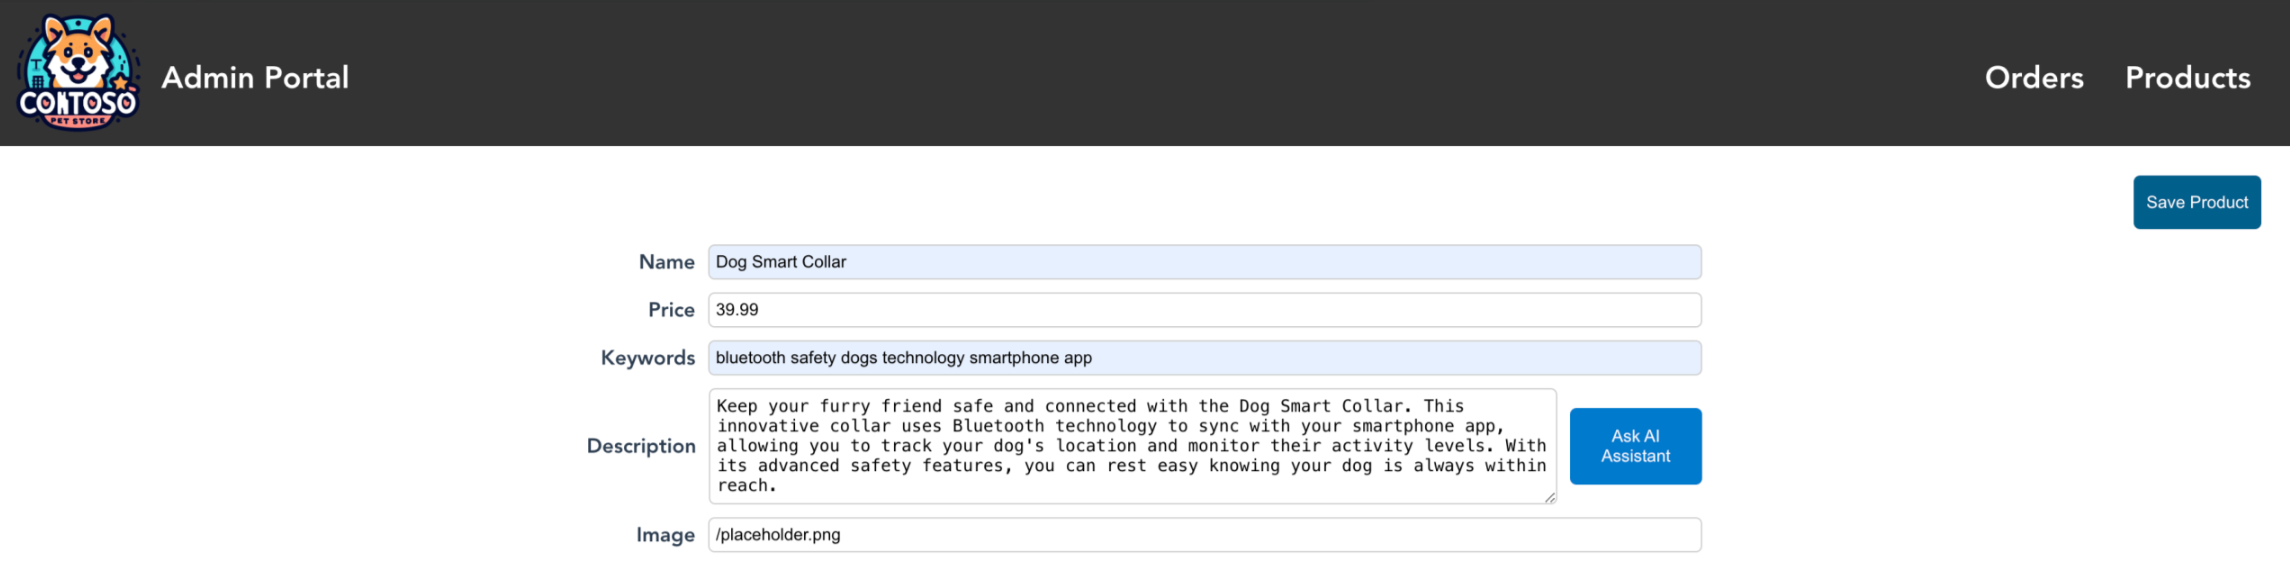 CONTOSO
PET STORE
Admin Portal
Orders
Products
Save Product
Name
Dog Smart Collar
Price
39.99
Keywords
bluetooth safety dogs technology smartphone app
Description
Keep your furry friend safe and connected with the Dog Smart Collar. This
innovative collar uses Bluetooth technology to sync with your smartphone app,
allowing you to track your dog's location and monitor their activity levels. With
its advanced safety features, you can rest easy knowing your dog is always within
reach.
Ask AI
Assistant
Image
/placeholder.png